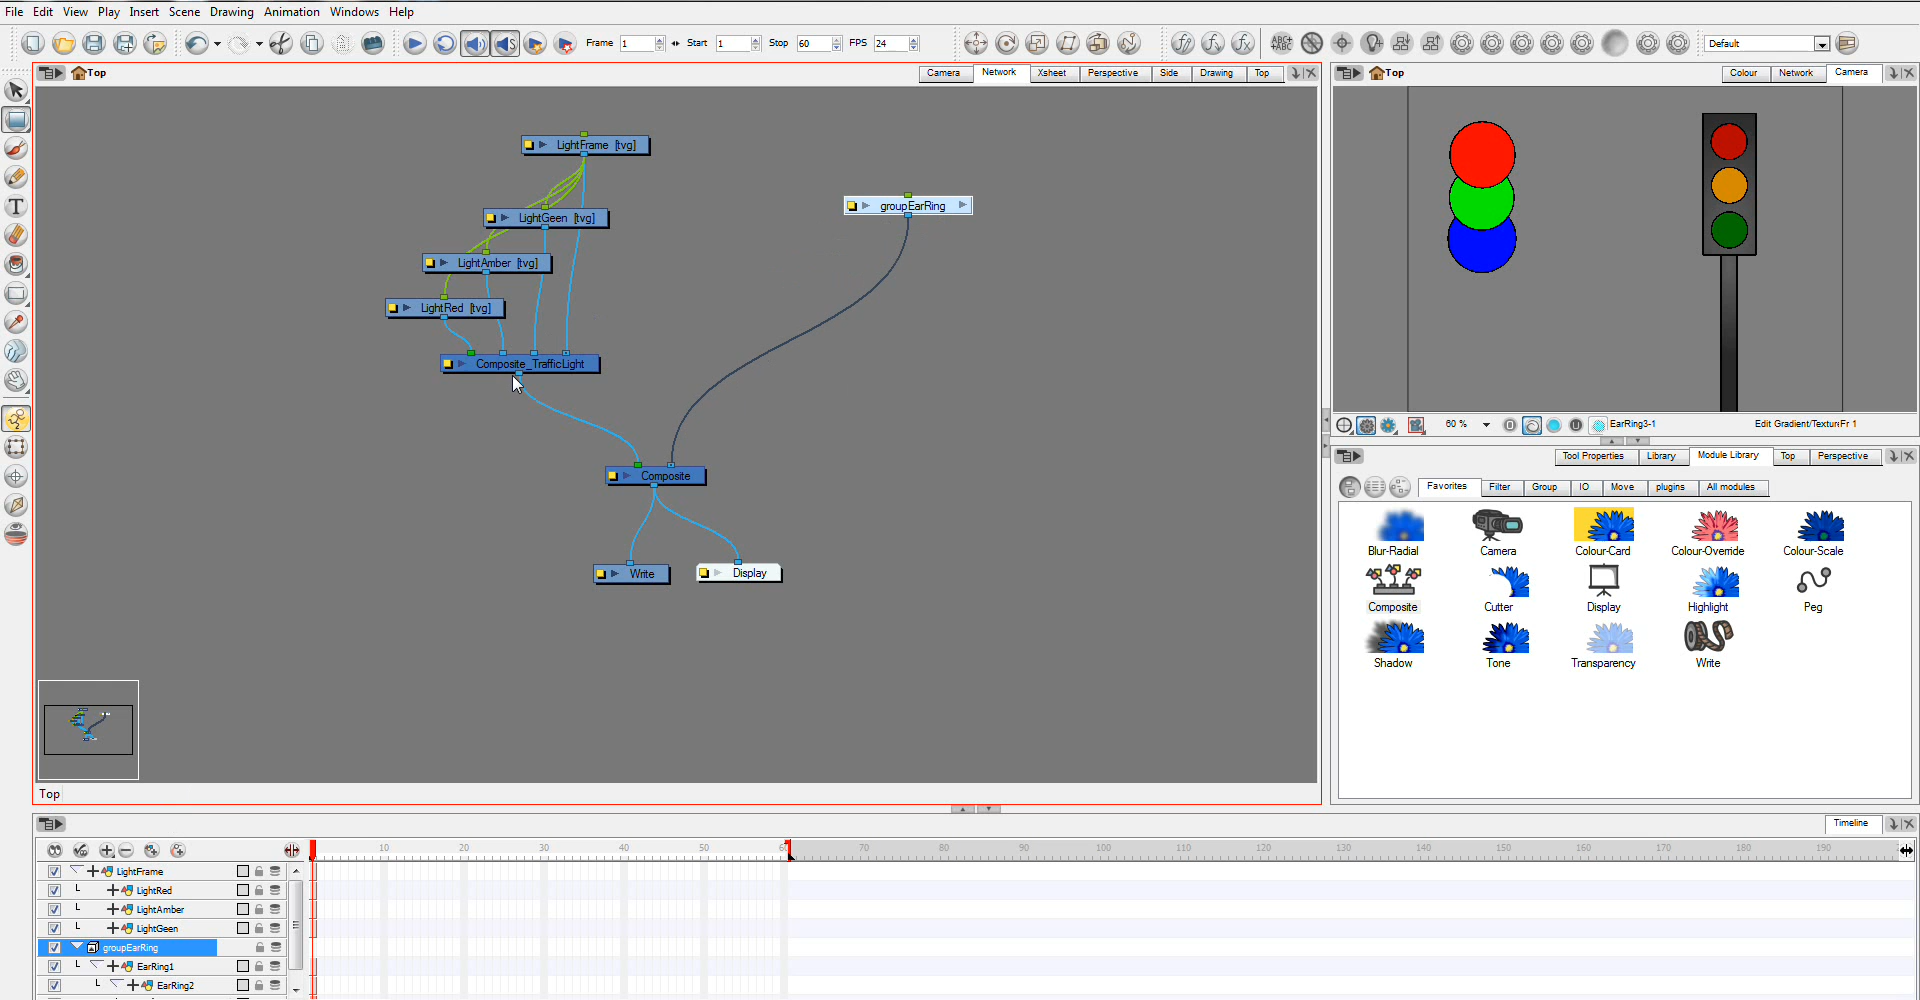 File Edit View Play Insert Scene Drawing Animation Windows Help
Frame 1 Start 1 Stop 60 FPS 24
ABC+ +ABC
Default
Top
Camera Network Xsheet Perspective Side Drawing Top
Top
Colour Network Camera
LightFrame [tvg]
groupEarRing
LightGeen [tvg]
LightAmber [tvg]
LightRed [tvg]
Composite_TrafficLight
Composite
Write
Display
Top
60 %
EarRing3-1
Edit Gradient/Textur Fr 1
Tool Properties Library Module Library Top Perspective
Favorites Filter Group IO Move plugins All modules
Blur-Radial Camera Colour-Card Colour-Override Colour-Scale
Composite Cutter Display Highlight Peg
Shadow Tone Transparency Write
Timeline
10 20 30 40 50 60 70 80 90 100 110 120 130 140 150 160 170 180 190
LightFrame
LightRed
LightAmber
LightGeen
groupEarRing
EarRing1
EarRing2